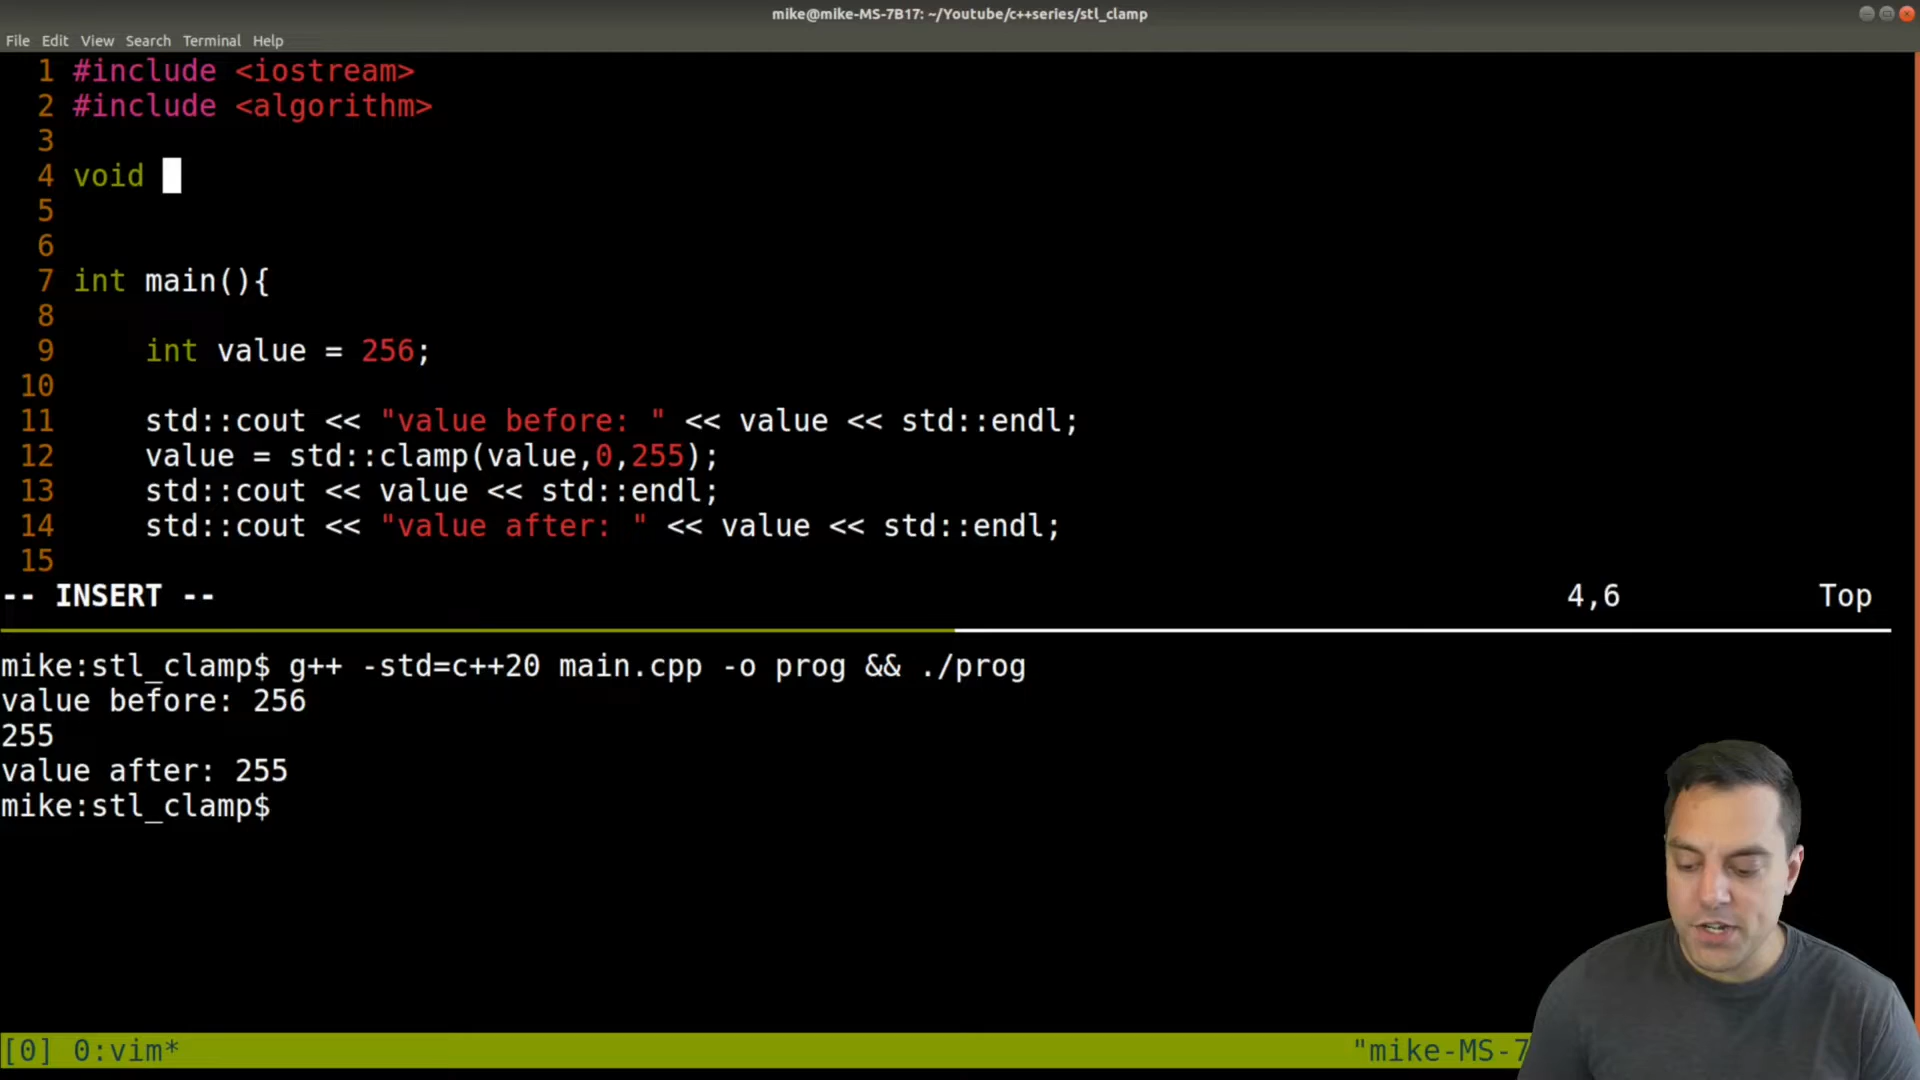 mike@mike-MS-7B17: ~/Youtube/c++series/stl_clamp
File Edit View Search Terminal Help
1 #include <iostream>
2 #include <algorithm>
3
4 void
5
6
7 int main(){
8
9 int value = 256;
10
11 std::cout << "value before: " << value << std::endl;
12 value = std::clamp(value,0,255);
13 std::cout << value << std::endl;
14 std::cout << "value after: " << value << std::endl;
15
-- INSERT -- 4,6 Top
mike:stl_clamp$ g++ -std=c++20 main.cpp -o prog && ./prog
value before: 256
255
value after: 255
mike:stl_clamp$
[0] 0:vim* "mike-MS-7